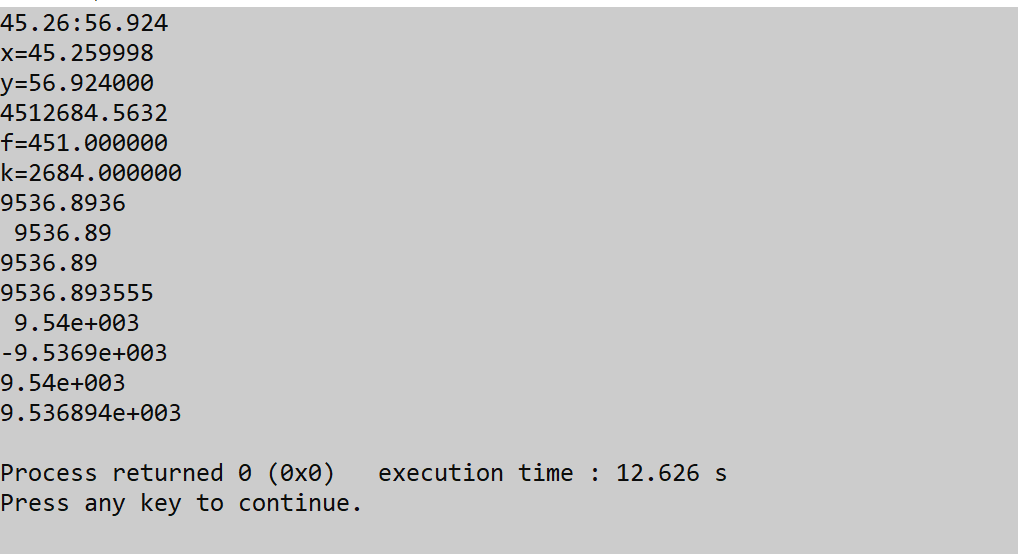 45.26:56.924
x=45.259998
y=56.924000
4512684.5632
f=451.000000
k=2684.000000
9536.8936
 9536.89
9536.89
9536.893555
 9.54e+003
-9.5369e+003
9.54e+003
9.536894e+003

Process returned 0 (0x0)   execution time : 12.626 s
Press any key to continue.